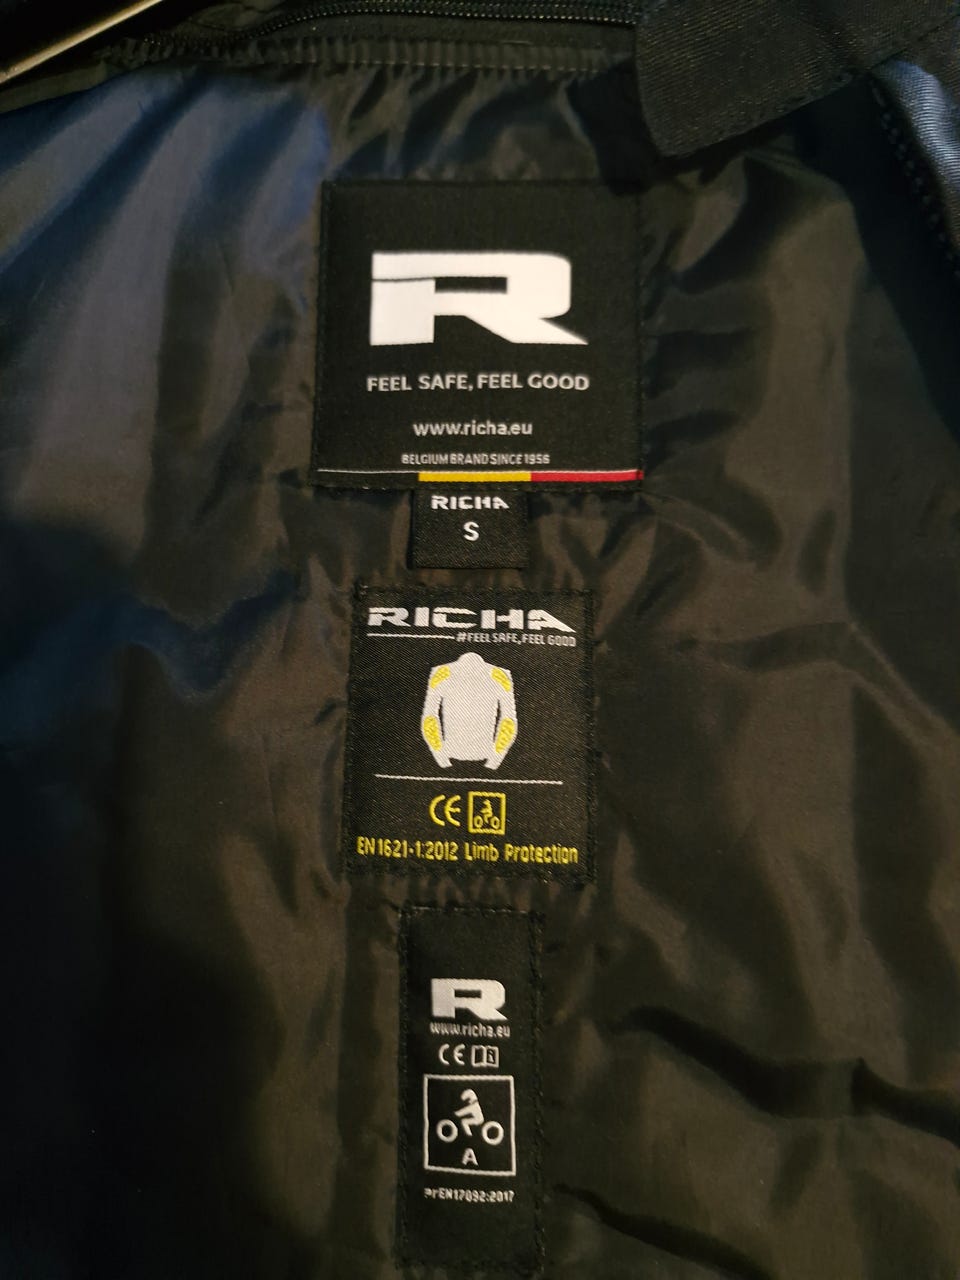 R
FEEL SAFE, FEEL GOOD
www.richa.eu
BELGIUM BRAND SINCE 1956
RICHA
S
RICHA
#FEEL SAFE, FEEL GOOD
CE
EN 1621-1:2012 Limb Protection
R
www.richa.eu
CE i
A
PrEN17092:2017